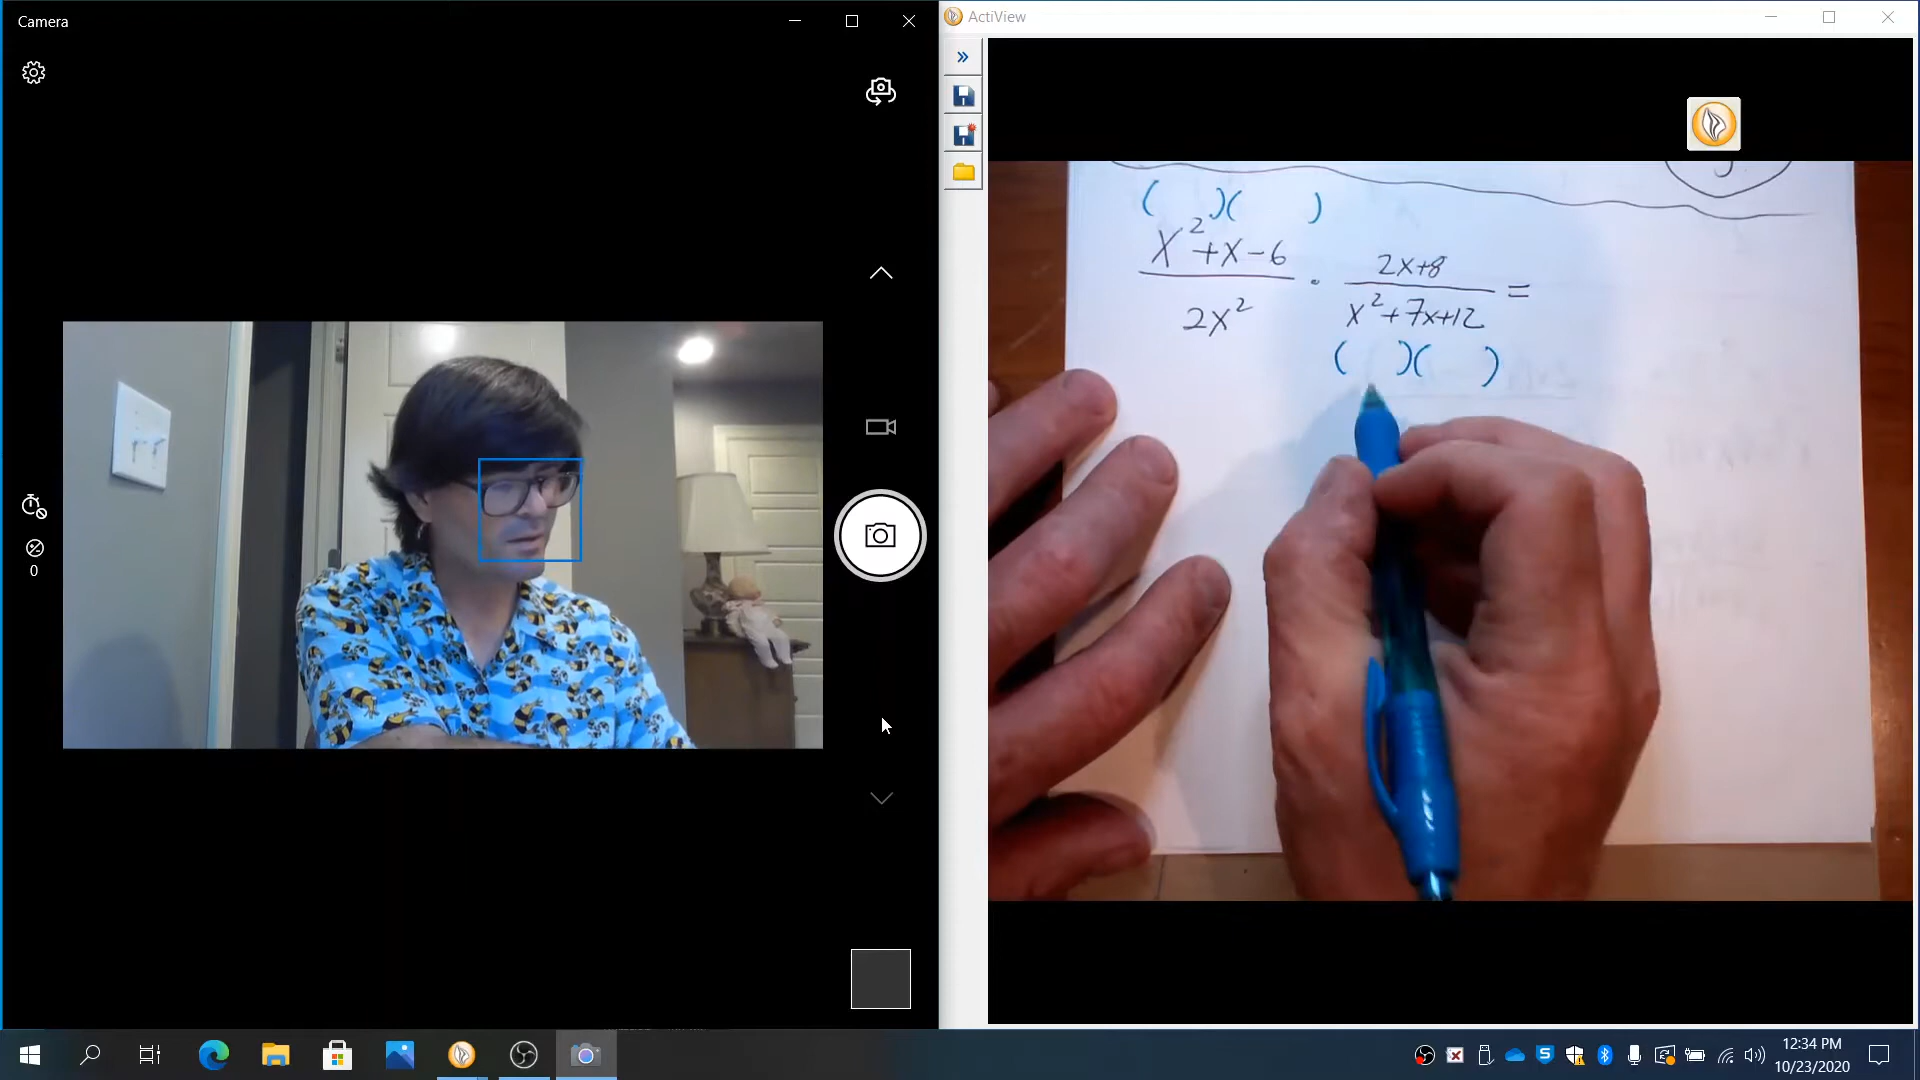 Camera
0
ActiView
( )( )
x²+x-6
2x²
·
2x+8
x²+7x+12
=
( )( )
12:34 PM
10/23/2020